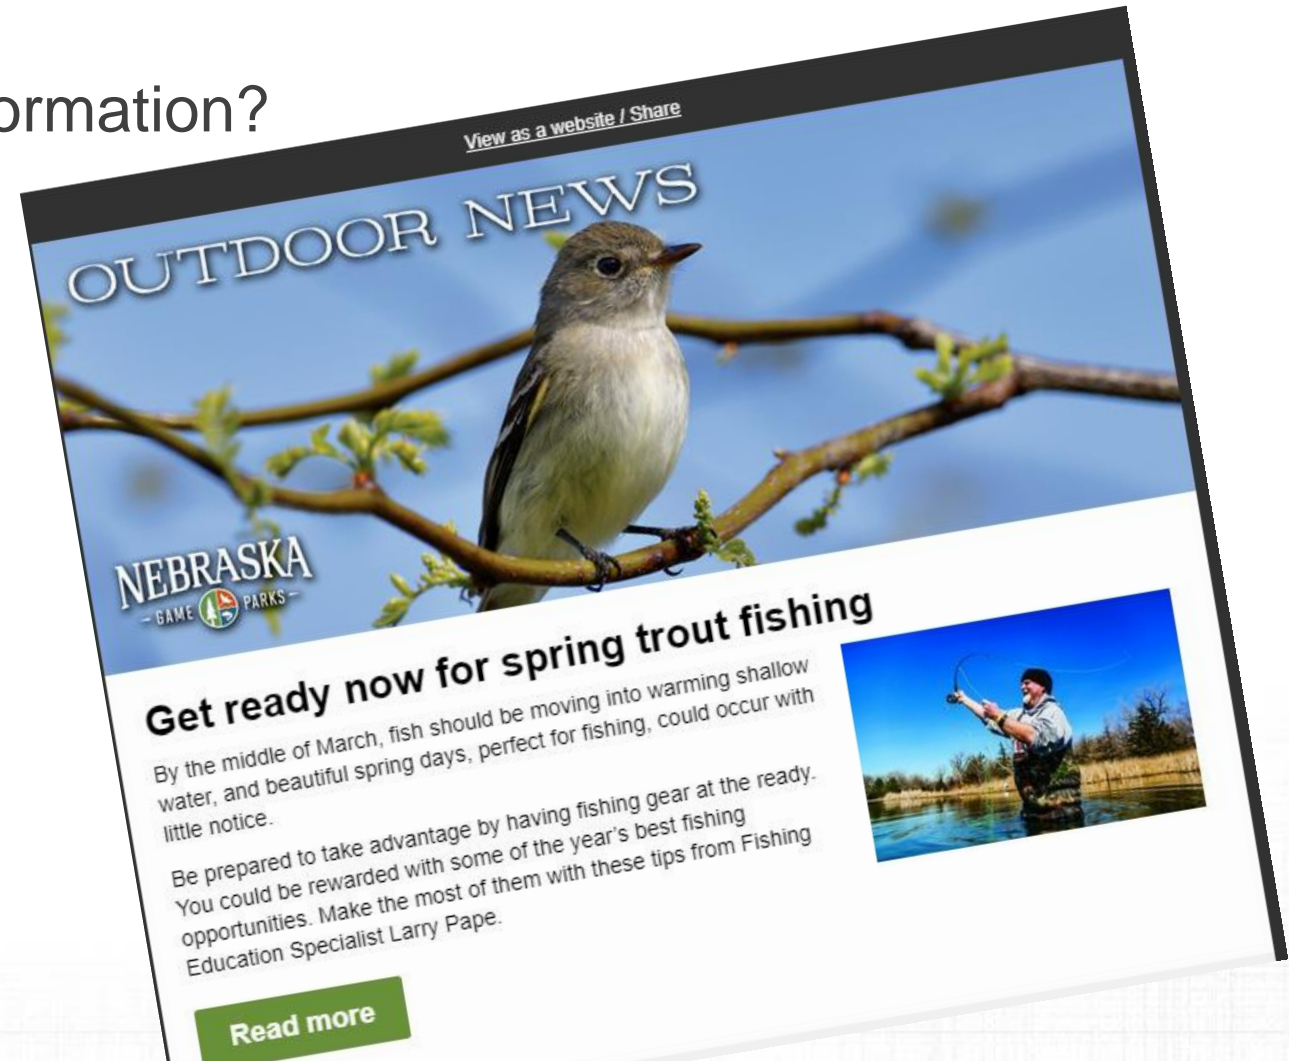 ormation?
View as a website / Share
OUTDOOR NEWS
NEBRASKA
- GAME PARKS -
Get ready now for spring trout fishing
By the middle of March, fish should be moving into warming shallow
water, and beautiful spring days, perfect for fishing, could occur with
little notice.
Be prepared to take advantage by having fishing gear at the ready.
You could be rewarded with some of the year's best fishing
opportunities. Make the most of them with these tips from Fishing
Education Specialist Larry Pape.
Read more